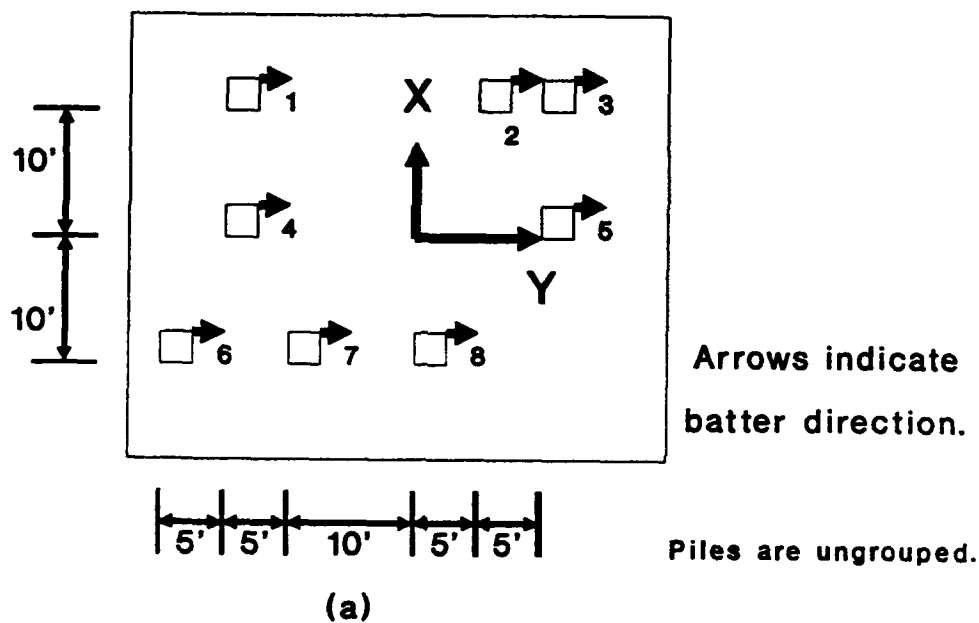 1
X
2
3
10'
4
5
Y
10'
6
7
8
Arrows indicate
batter direction.
5'
5'
10'
5'
5'
Piles are ungrouped.
(a)